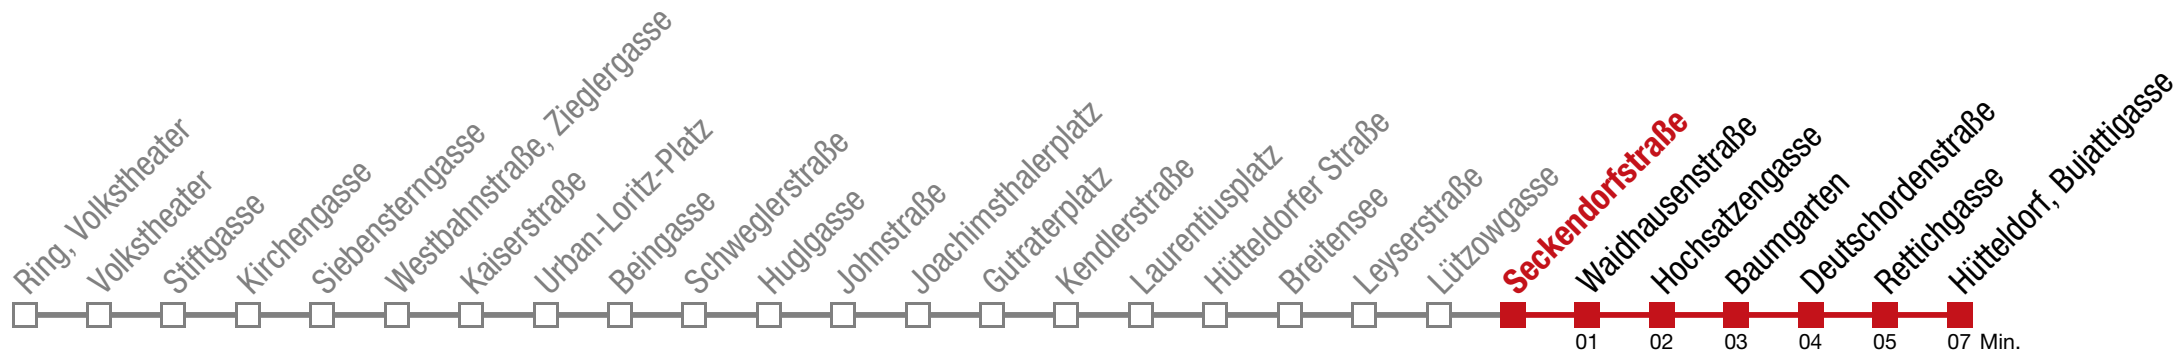 Ring, Volkstheater
Volkstheater
Stiftgasse
Kirchengasse
Siebensterngasse
Westbahnstraße, Zieglergasse
Kaiserstraße
Urban-Loritz-Platz
Beingasse
Schweglerstraße
Huglgasse
Johnstraße
Joachimsthalerplatz
Gutraterplatz
Kendlerstraße
Laurentiusplatz
Hütteldorfer Straße
Breitensee
Leyserstraße
Lützowgasse
Seckendorfstraße
Waidhausenstraße
Hochsatzengasse
Baumgarten
Deutschordenstraße
Rettichgasse
Hütteldorf, Bujattigasse
01 02 03 04 05 07 Min.